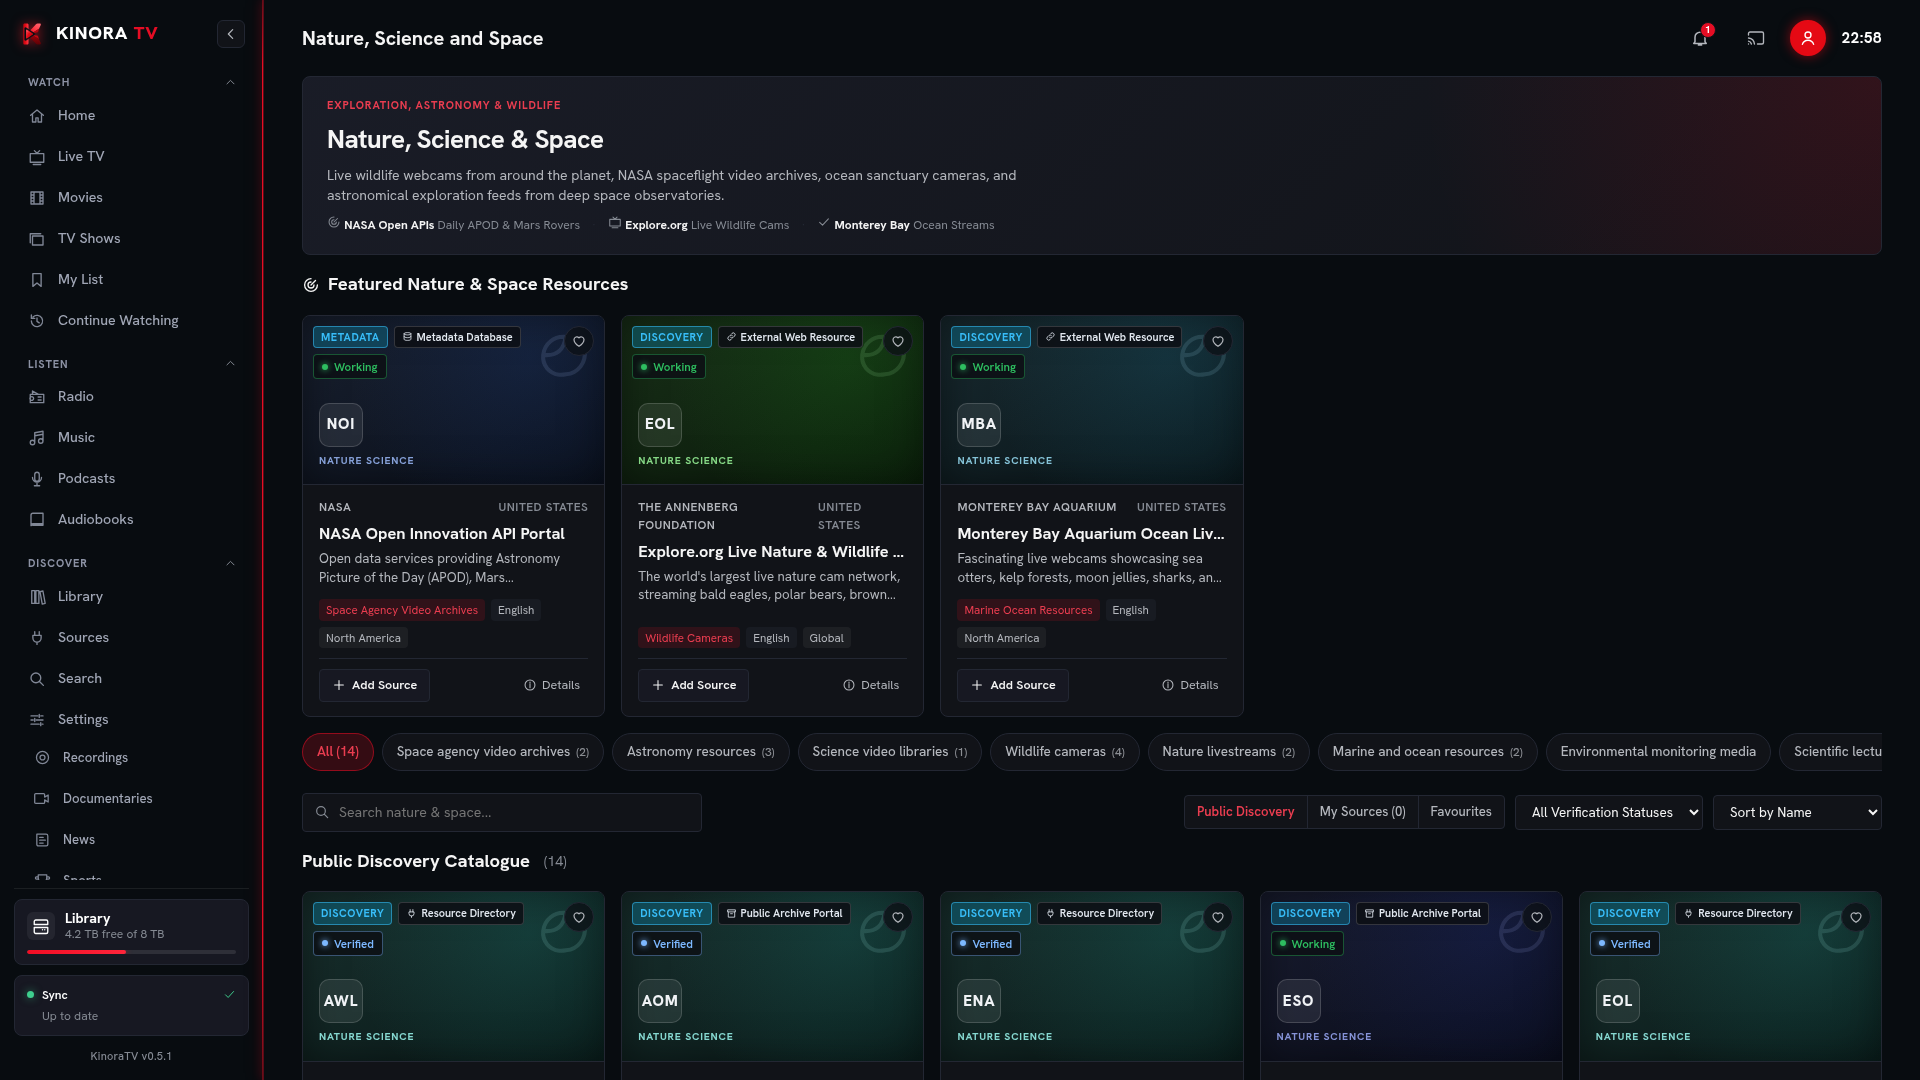 KINORA TV
WATCH
Home
Live TV
Movies
TV Shows
My List
Continue Watching
LISTEN
Radio
Music
Podcasts
Audiobooks
DISCOVER
Library
Sources
Search
Settings
Recordings
Documentaries
News
Sports
Library
4.2 TB free of 8 TB
Sync
Up to date
KinoraTV v0.5.1
Nature, Science and Space
1
22:58
EXPLORATION, ASTRONOMY & WILDLIFE
Nature, Science & Space
Live wildlife webcams from around the planet, NASA spaceflight video archives, ocean sanctuary cameras, and
astronomical exploration feeds from deep space observatories.
NASA Open APIs Daily APOD & Mars Rovers
Explore.org Live Wildlife Cams
Monterey Bay Ocean Streams
Featured Nature & Space Resources
METADATA
Metadata Database
Working
NOI
NATURE SCIENCE
NASA
UNITED STATES
NASA Open Innovation API Portal
Open data services providing Astronomy
Picture of the Day (APOD), Mars...
Space Agency Video Archives
English
North America
Add Source
Details
DISCOVERY
External Web Resource
Working
EOL
NATURE SCIENCE
THE ANNENBERG
FOUNDATION
UNITED
STATES
Explore.org Live Nature & Wildlife ...
The world's largest live nature cam network,
streaming bald eagles, polar bears, brown...
Wildlife Cameras
English
Global
Add Source
Details
DISCOVERY
External Web Resource
Working
MBA
NATURE SCIENCE
MONTEREY BAY AQUARIUM
UNITED STATES
Monterey Bay Aquarium Ocean Liv...
Fascinating live webcams showcasing sea
otters, kelp forests, moon jellies, sharks, an...
Marine Ocean Resources
English
North America
Add Source
Details
All (14)
Space agency video archives (2)
Astronomy resources (3)
Science video libraries (1)
Wildlife cameras (4)
Nature livestreams (2)
Marine and ocean resources (2)
Environmental monitoring media
Scientific lectu
Search nature & space...
Public Discovery
My Sources (0)
Favourites
All Verification Statuses
Sort by Name
Public Discovery Catalogue (14)
DISCOVERY
Resource Directory
Verified
AWL
NATURE SCIENCE
DISCOVERY
Public Archive Portal
Verified
AOM
NATURE SCIENCE
DISCOVERY
Resource Directory
Verified
ENA
NATURE SCIENCE
DISCOVERY
Public Archive Portal
Working
ESO
NATURE SCIENCE
DISCOVERY
Resource Directory
Verified
EOL
NATURE SCIENCE